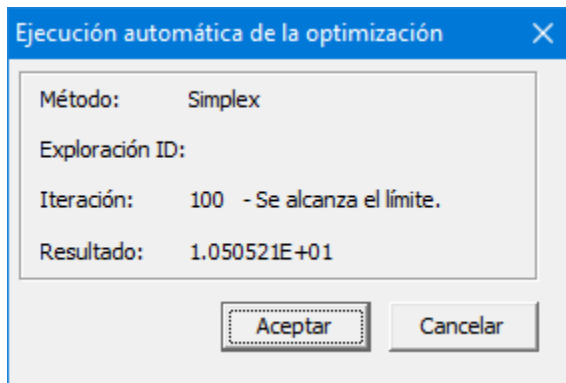 Ejecución automática de la optimización
Método: Simplex
Exploración ID:
Iteración: 100 - Se alcanza el límite.
Resultado: 1.050521E+01
Aceptar Cancelar